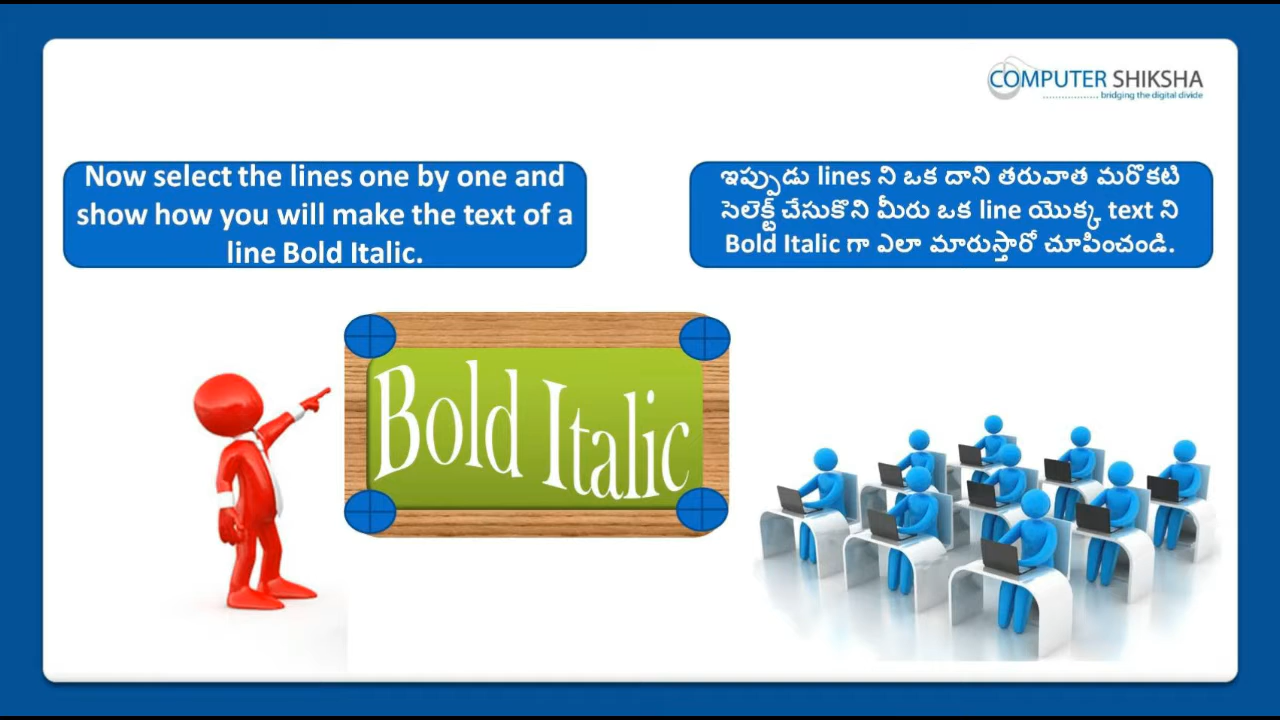 COMPUTER SHIKSHA
bridging the digital divide
Now select the lines one by one and
show how you will make the text of a
line Bold Italic.
ఇప్పుడు lines ని ఒక దాని తరువాత మరొకటి
సెలెక్ట్ చేసుకొని మీరు ఒక line యొక్క text ని
Bold Italic గా ఎలా మారుస్తారో చూపించండి.
Bold Italic